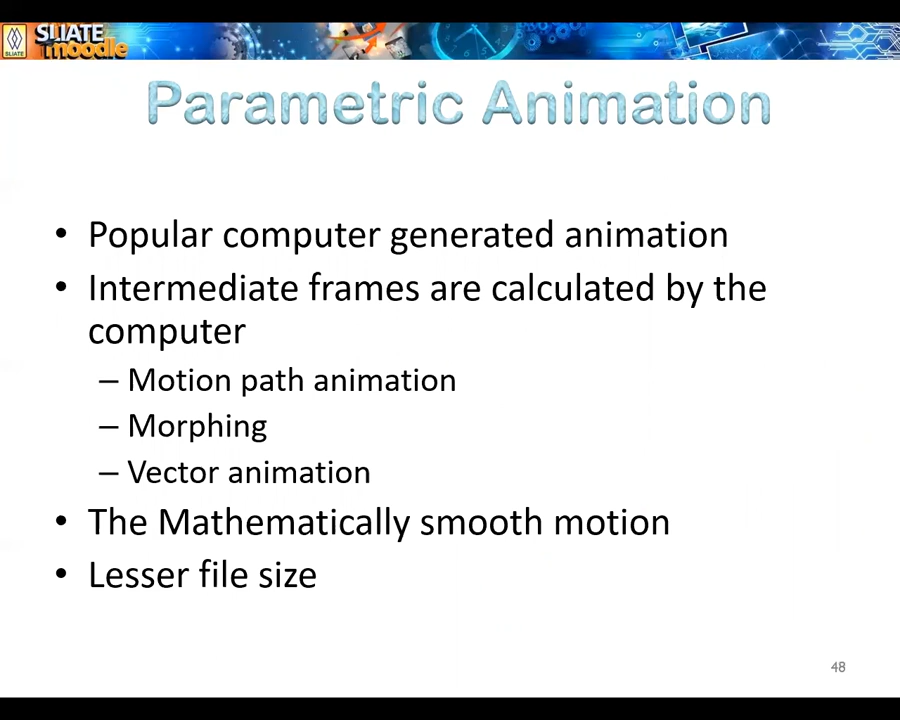 SLIATE
SLIATE
moodle
Parametric Animation
• Popular computer generated animation
• Intermediate frames are calculated by the
computer
– Motion path animation
– Morphing
– Vector animation
• The Mathematically smooth motion
• Lesser file size
48